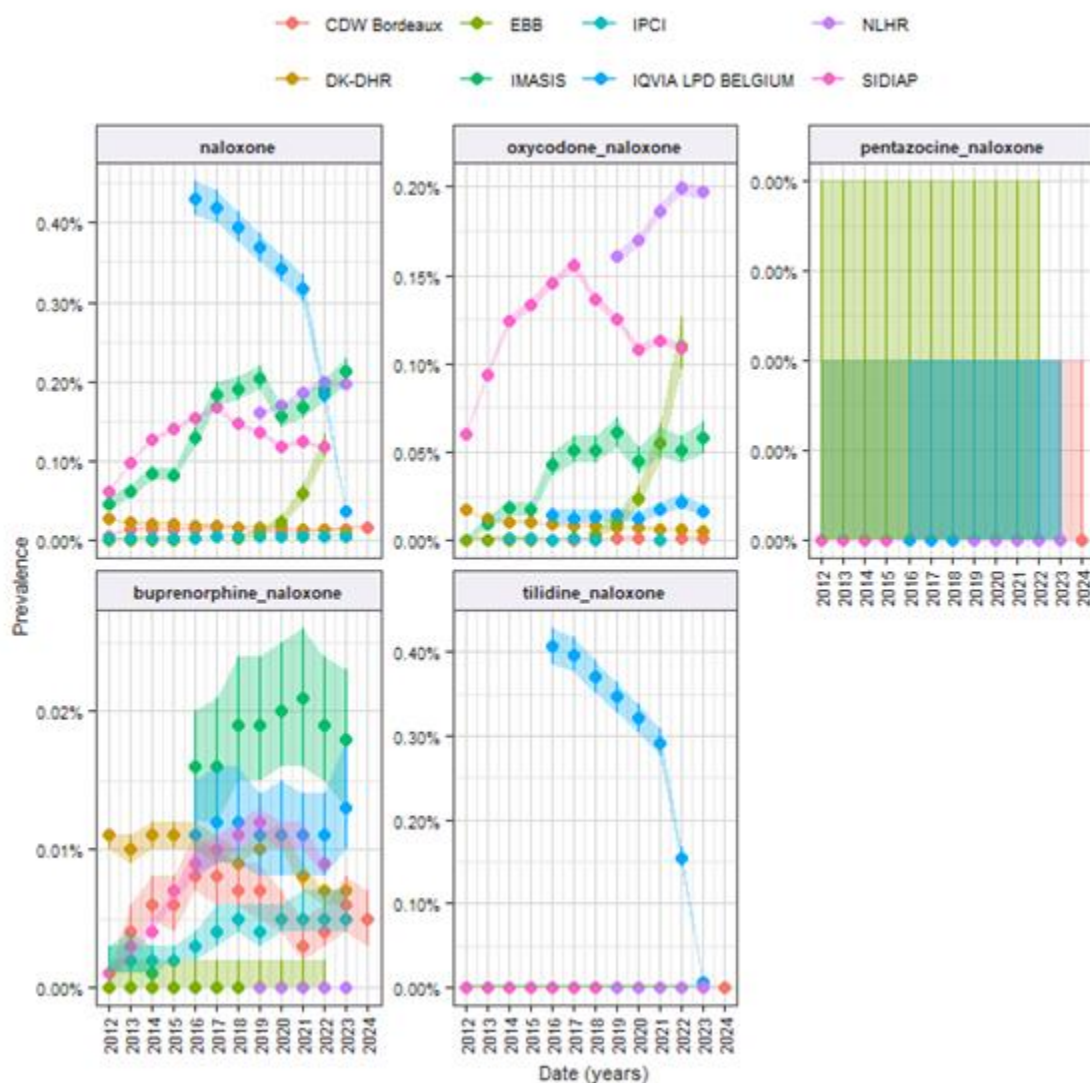 CDW Bordeaux EBB IPCI NLHR
DK-DHR IMASIS IQVIA LPD BELGIUM SIDIAP
naloxone oxycodone_naloxone pentazocine_naloxone
0.40%
0.30%
0.20%
0.10%
0.00%
0.20%
0.15%
0.10%
0.05%
0.00%
0.00%
0.00%
0.00%
0.00%
0.00%
2012 2013 2014 2015 2016 2017 2018 2019 2020 2021 2022 2023 2024
Prevalence
buprenorphine_naloxone tilidine_naloxone
0.02%
0.01%
0.00%
0.40%
0.30%
0.20%
0.10%
0.00%
2012 2013 2014 2015 2016 2017 2018 2019 2020 2021 2022 2023 2024
2012 2013 2014 2015 2016 2017 2018 2019 2020 2021 2022 2023 2024
Date (years)